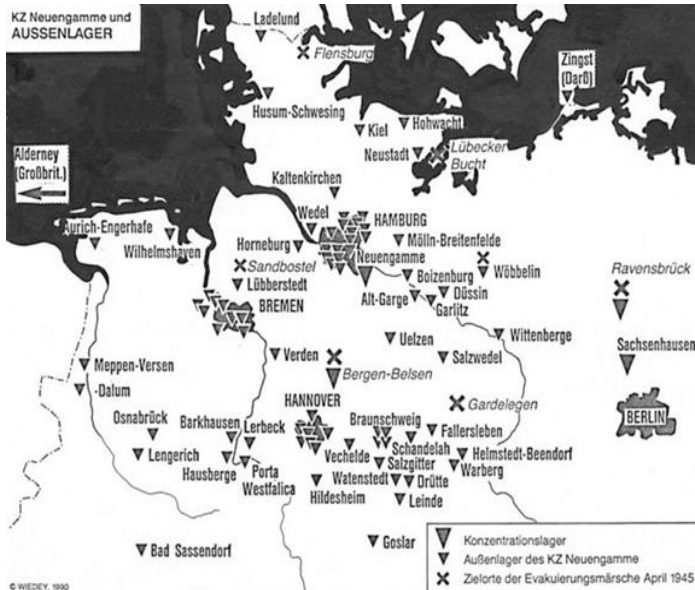 KZ Neuengamme und
AUSSENLAGER
Ladelund
Flensburg
Zingst
(Darß)
Husum-Schwesing
Kiel
Hohwacht
Neustadt
Lübecker
Bucht
Alderney
(Großbrit.)
Kaltenkirchen
Wedel
HAMBURG
Aurich-Engerhafe
Wilhelmshaven
Horneburg
Mölln-Breitenfelde
Neuengamme
Sandbostel
Boizenburg
Wöbbelin
Ravensbrück
Lübberstedt
Alt-Garge
Düssin
Garlitz
BREMEN
Wittenberge
Uelzen
Sachsenhausen
Verden
Salzwedel
Meppen-Versen
Bergen-Belsen
-Dalum
HANNOVER
Gardelegen
BERLIN
Osnabrück
Barkhausen
Lerbeck
Braunschweig
Fallersleben
Lengerich
Vechelde
Schandelah
Helmstedt-Beendorf
Hausberge
Porta
Westfalica
Salzgitter
Warberg
Watenstedt
Drütte
Hildesheim
Leinde
Bad Sassendorf
Goslar
Konzentrationslager
Außenlager des KZ Neuengamme
Zielorte der Evakuierungsmärsche April 1945
© WIEDEY, 1990